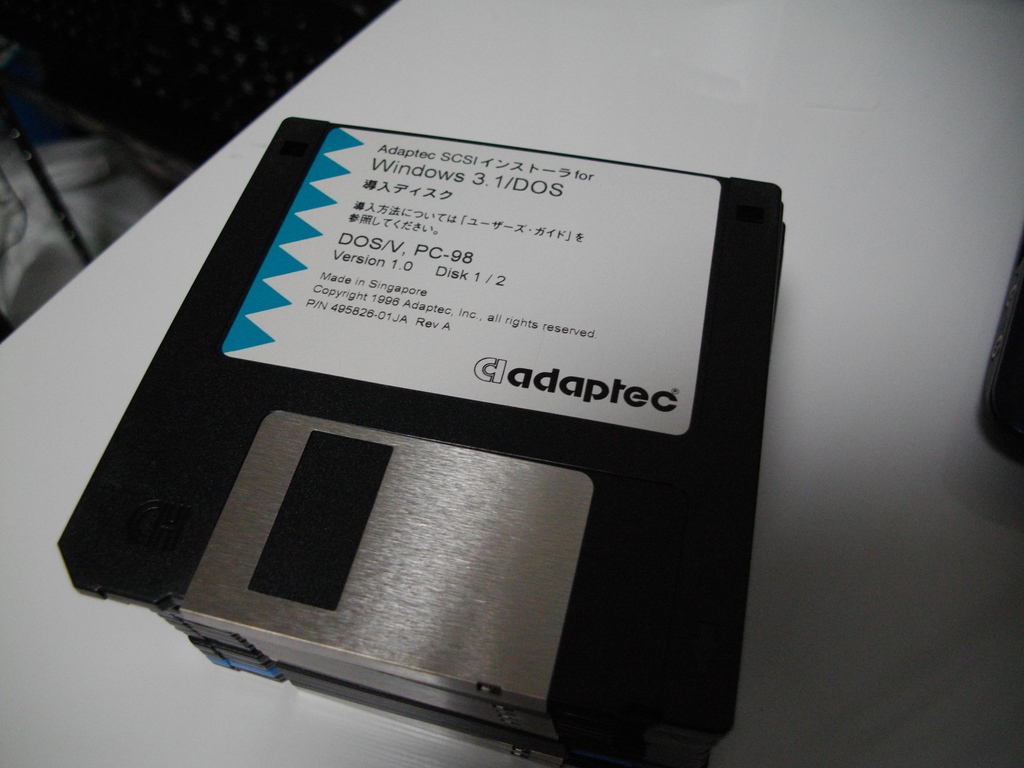 Adaptec SCSIインストーラ for
Windows 3.1/DOS
導入ディスク
導入方法については「ユーザーズ・ガイド」を
参照してください。
DOS/V, PC-98
Version 1.0 Disk 1 / 2
Made in Singapore
Copyright 1996 Adaptec, Inc., all rights reserved.
P/N 495826-01JA Rev A
adaptec®
CH